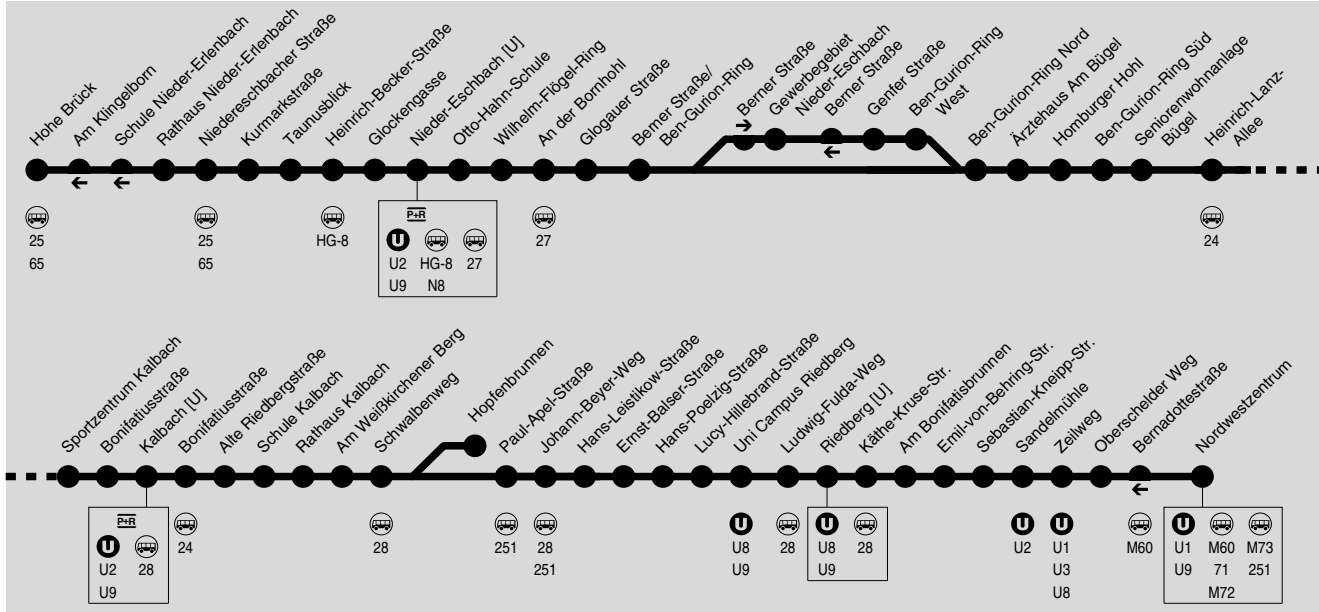 Hohe Brück
Am Klingelborn
Schule Nieder-Erlenbach
Rathaus Nieder-Erlenbach
Niedereschbacher Straße
Kurmarkstraße
Taunusblick
Heinrich-Becker-Straße
Glockengasse
Nieder-Eschbach [U]
Otto-Hahn-Schule
Wilhelm-Flögel-Ring
An der Bornhohl
Glogauer Straße
Berner Straße/
Ben-Gurion-Ring
Berner Straße
Gewerbegebiet
Nieder-Eschbach
Berner Straße
Genfer Straße
Ben-Gurion-Ring
West
Ben-Gurion-Ring Nord
Ärztehaus Am Bügel
Homburger Hohl
Ben-Gurion-Ring Süd
Seniorenwohnanlage
Bügel
Heinrich-Lanz-
Allee
25
65
25
65
HG-8
P+R
U
U2 HG-8 27
U9 N8
27
24
Sportzentrum Kalbach
Bonifatiusstraße
Kalbach [U]
Bonifatiusstraße
Alte Riedbergstraße
Schule Kalbach
Rathaus Kalbach
Am Weißkirchener Berg
Schwalbenweg
Hopfenbrunnen
Paul-Apel-Straße
Johann-Beyer-Weg
Hans-Leistikow-Straße
Ernst-Balser-Straße
Hans-Poelzig-Straße
Lucy-Hillebrand-Straße
Uni Campus Riedberg
Ludwig-Fulda-Weg
Riedberg [U]
Käthe-Kruse-Str.
Am Bonifatisbrunnen
Emil-von-Behring-Str.
Sebastian-Kneipp-Str.
Sandelmühle
Zeilweg
Oberschelder Weg
Bernadottestraße
Nordwestzentrum
P+R
U
U2 28
U9
24
28
251
28
251
U
U8
U9
28
U
U8 28
U9
U
U2
U
U1
U3
U8
M60
U
U1 M60 M73
U9 71 251
M72